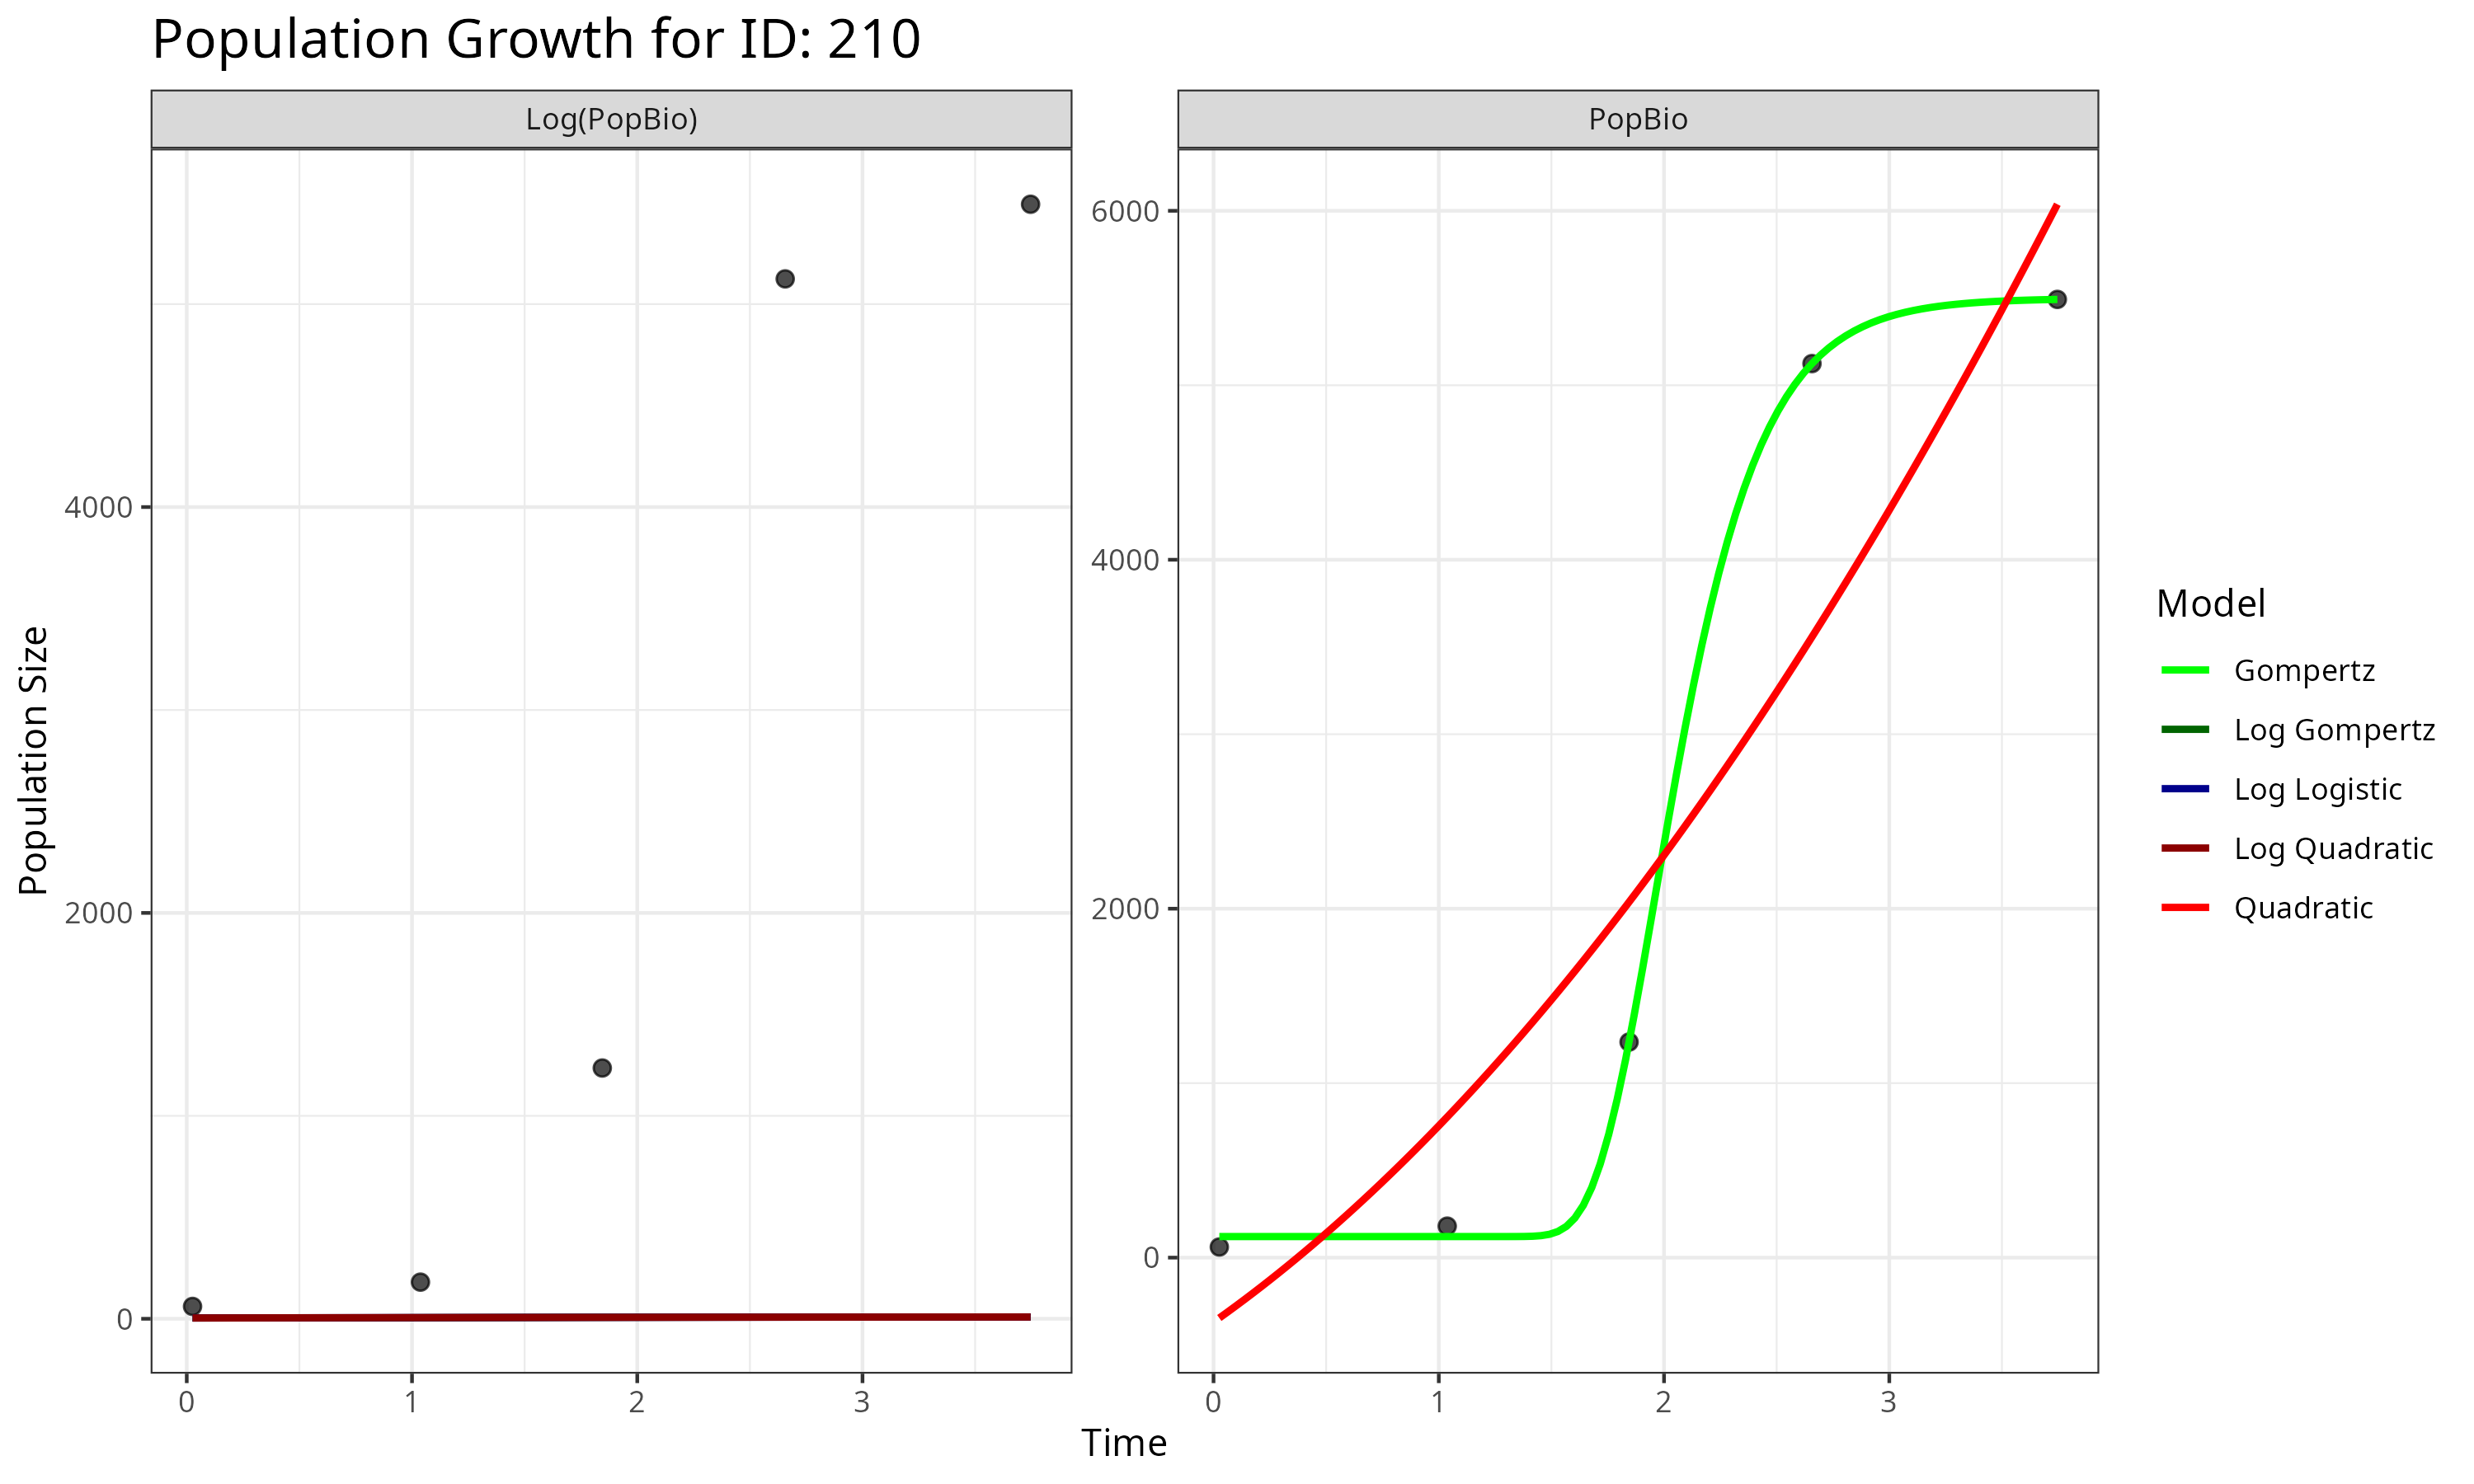 Population Growth for ID: 210
Log(PopBio)
PopBio
Population Size
4000
2000
0
6000
4000
2000
0
0 1 2 3
0 1 2 3
Time
Model
Gompertz
Log Gompertz
Log Logistic
Log Quadratic
Quadratic